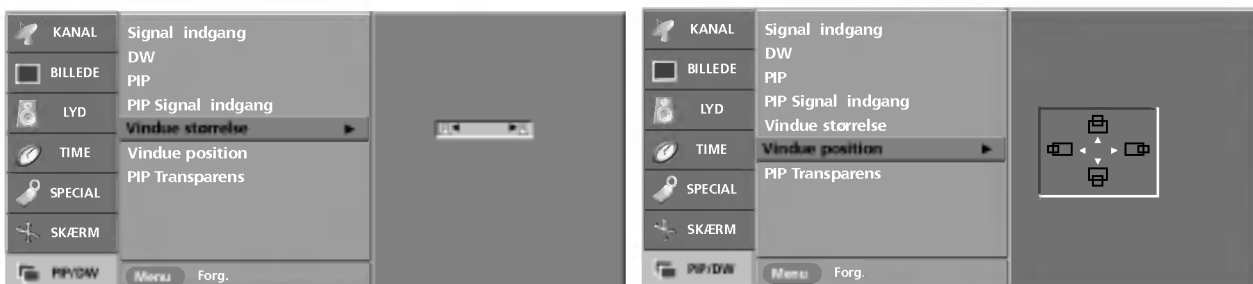 KANAL
BILLEDE
LYD
TIME
SPECIAL
SKÆRM
PIP/DW
Signal indgang
DW
PIP
PIP Signal indgang
Vindue størrelse
Vindue position
PIP Transparens
Menu Forg.
KANAL
BILLEDE
LYD
TIME
SPECIAL
SKÆRM
PIP/DW
Signal indgang
DW
PIP
PIP Signal indgang
Vindue størrelse
Vindue position
PIP Transparens
Menu Forg.